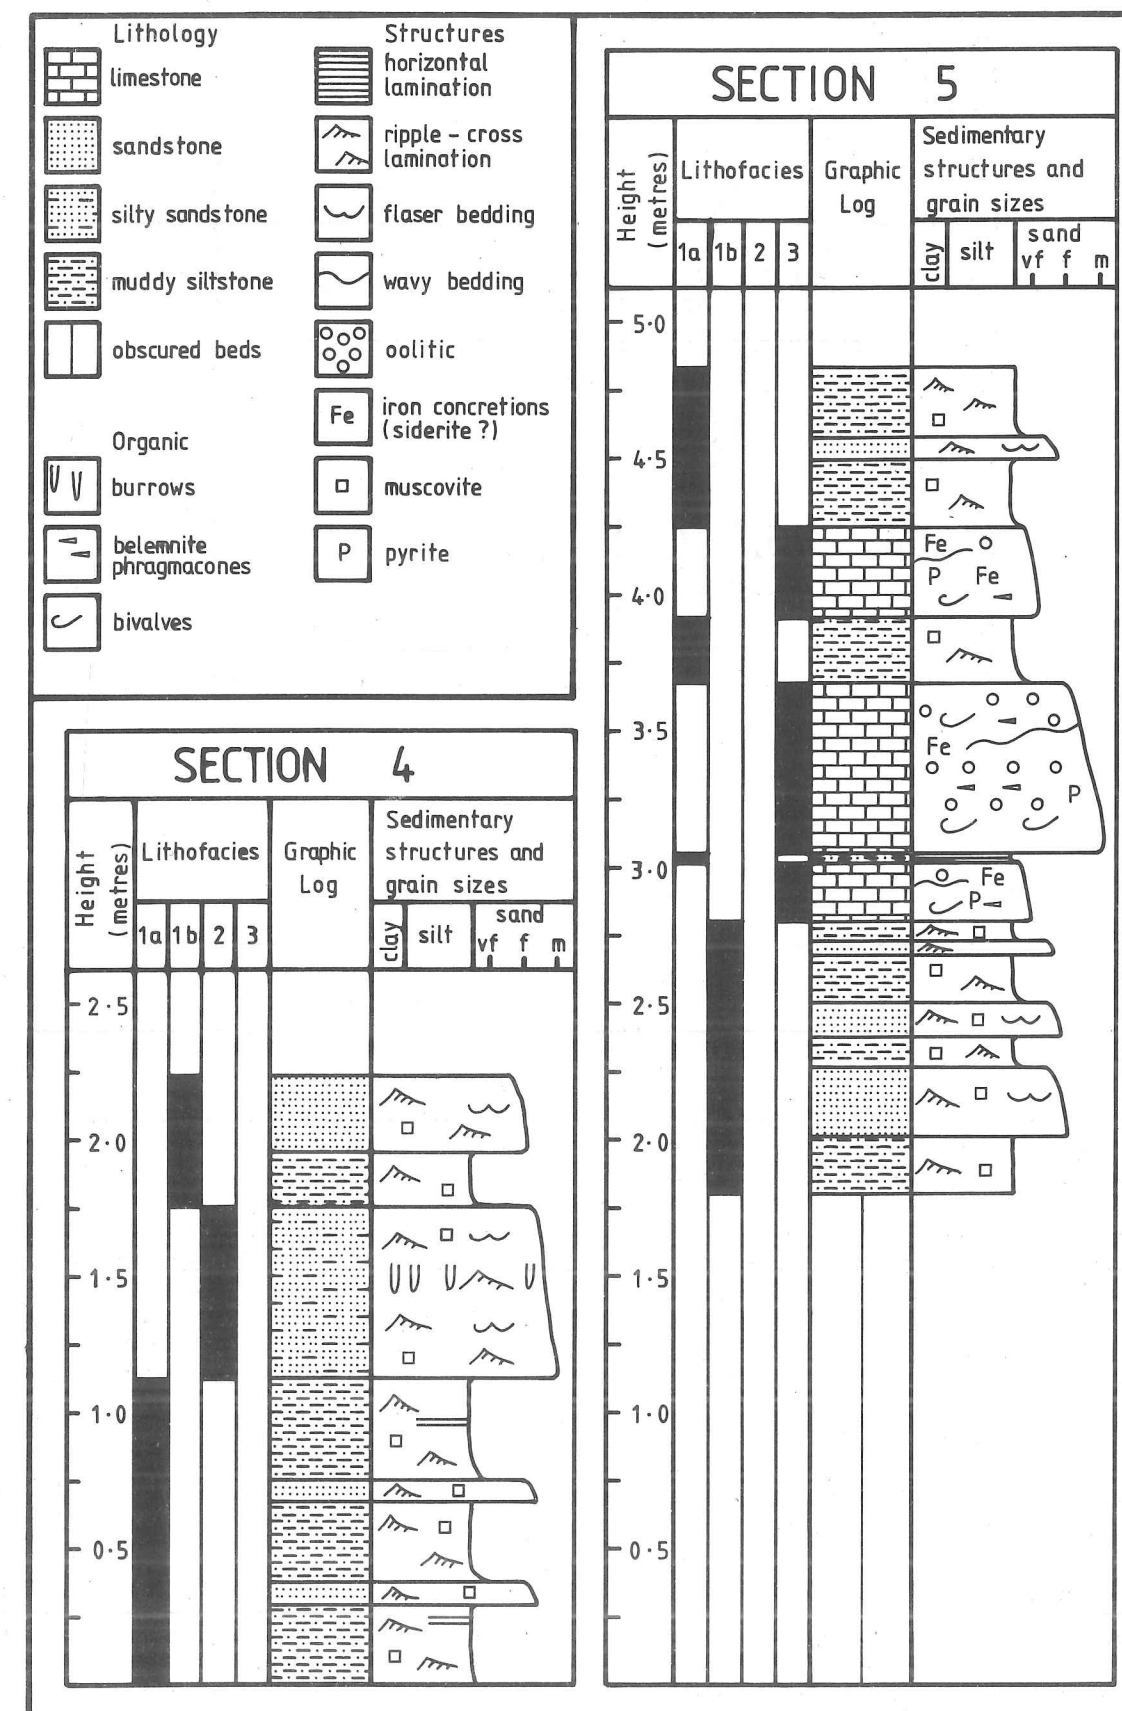 Lithology
limestone
sandstone
silty sandstone
muddy siltstone
obscured beds
Organic
burrows
belemnite
phragmacones
bivalves
Structures
horizontal
lamination
ripple - cross
lamination
flaser bedding
wavy bedding
oolitic
Fe
iron concretions
(siderite ?)
muscovite
P
pyrite
SECTION 4
Height
(metres)
Lithofacies
1a 1b 2 3
Graphic
Log
Sedimentary
structures and
grain sizes
clay
silt
sand
vf f m
2·5
2·0
1·5
1·0
0·5
SECTION 5
Height
(metres)
Lithofacies
1a 1b 2 3
Graphic
Log
Sedimentary
structures and
grain sizes
clay
silt
sand
vf f m
5·0
4·5
4·0
3·5
3·0
2·5
2·0
1·5
1·0
0·5
Fe
P Fe
Fe
P
Fe
P